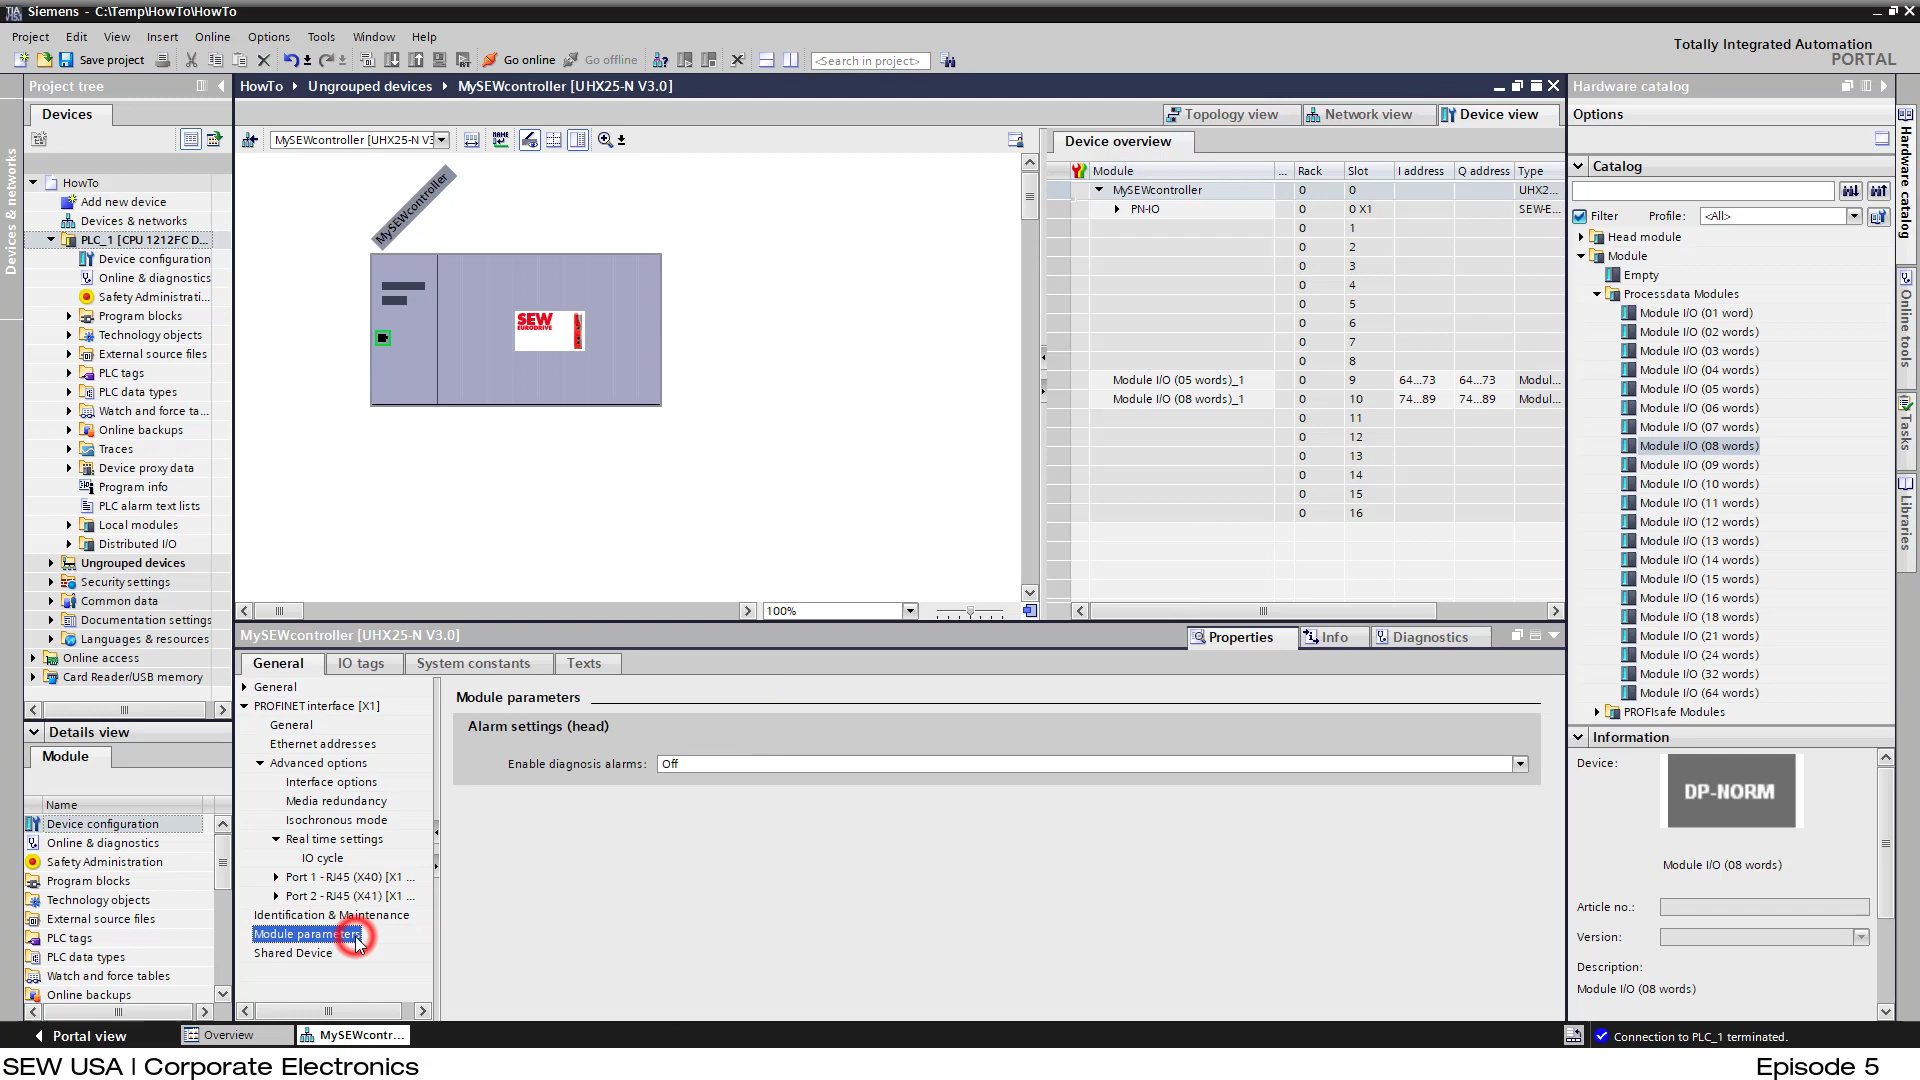 Siemens - C:\Temp\HowTo\HowTo
Project Edit View Insert Online Options Tools Window Help
Save project
Go online
Go offline
<Search in project>
Totally Integrated Automation
PORTAL
Project tree
Devices
Devices & networks
HowTo
Add new device
Devices & networks
PLC_1 [CPU 1212FC D...
Device configuration
Online & diagnostics
Safety Administrati...
Program blocks
Technology objects
External source files
PLC tags
PLC data types
Watch and force ta...
Online backups
Traces
Device proxy data
Program info
PLC alarm text lists
Local modules
Distributed I/O
Ungrouped devices
Security settings
Common data
Documentation settings
Languages & resources
Online access
Card Reader/USB memory
Details view
Module
Name
Device configuration
Online & diagnostics
Safety Administration
Program blocks
Technology objects
External source files
PLC tags
PLC data types
Watch and force tables
Online backups
HowTo Ungrouped devices MySEWcontroller [UHX25-N V3.0]
Topology view Network view Device view
MySEWcontroller [UHX25-N V3
MySEWcontroller
SEW
EURODRIVE
100%
Device overview
Module ... Rack Slot I address Q address Type
MySEWcontroller 0 0 UHX2...
PN-IO 0 0 X1 SEW-E...
0 1
0 2
0 3
0 4
0 5
0 6
0 7
0 8
Module I/O (05 words)_1 0 9 64...73 64...73 Modul...
Module I/O (08 words)_1 0 10 74...89 74...89 Modul...
0 11
0 12
0 13
0 14
0 15
0 16
MySEWcontroller [UHX25-N V3.0]
Properties Info Diagnostics
General IO tags System constants Texts
General
PROFINET interface [X1]
General
Ethernet addresses
Advanced options
Interface options
Media redundancy
Isochronous mode
Real time settings
IO cycle
Port 1 - RJ45 (X40) [X1 ...
Port 2 - RJ45 (X41) [X1 ...
Identification & Maintenance
Module parameters
Shared Device
Module parameters
Alarm settings (head)
Enable diagnosis alarms: Off
Hardware catalog
Options
Catalog
Filter Profile: <All>
Head module
Module
Empty
Processdata Modules
Module I/O (01 word)
Module I/O (02 words)
Module I/O (03 words)
Module I/O (04 words)
Module I/O (05 words)
Module I/O (06 words)
Module I/O (07 words)
Module I/O (08 words)
Module I/O (09 words)
Module I/O (10 words)
Module I/O (11 words)
Module I/O (12 words)
Module I/O (13 words)
Module I/O (14 words)
Module I/O (15 words)
Module I/O (16 words)
Module I/O (18 words)
Module I/O (21 words)
Module I/O (24 words)
Module I/O (32 words)
Module I/O (64 words)
PROFIsafe Modules
Information
Device:
DP-NORM
Module I/O (08 words)
Article no.:
Version:
Description:
Module I/O (08 words)
Hardware catalog
Online tools
Tasks
Libraries
Portal view Overview MySEWcontr...
Connection to PLC_1 terminated.
SEW USA | Corporate Electronics
Episode 5